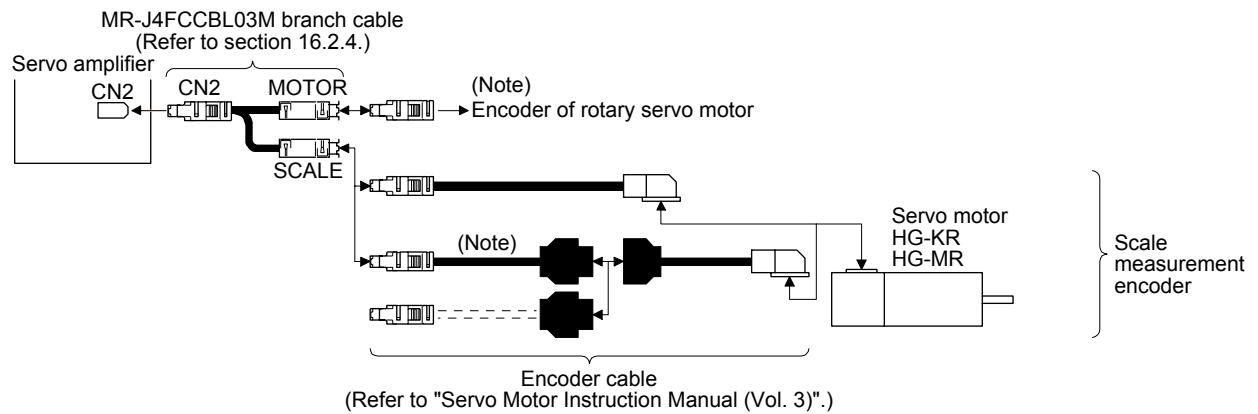 MR-J4FCCBL03M branch cable
(Refer to section 16.2.4.)
Servo amplifier
CN2
CN2
MOTOR
(Note)
Encoder of rotary servo motor
SCALE
(Note)
Servo motor
HG-KR
HG-MR
Scale
measurement
encoder
Encoder cable
(Refer to "Servo Motor Instruction Manual (Vol. 3)".)